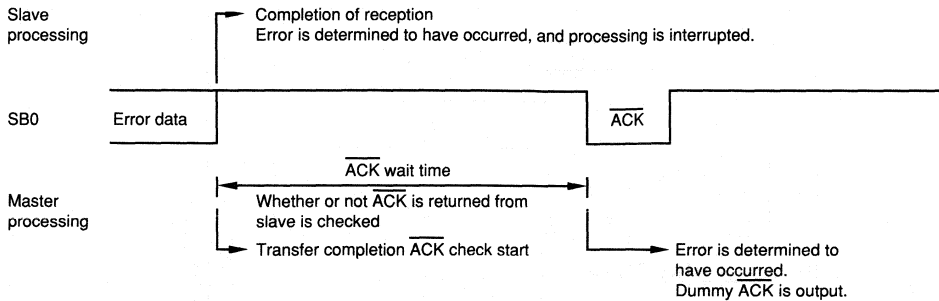 Slave
processing
Completion of reception
Error is determined to have occurred, and processing is interrupted.
SB0
Error data
ACK
ACK wait time
Master
processing
Whether or not ACK is returned from
slave is checked
Transfer completion ACK check start
Error is determined to
have occurred.
Dummy ACK is output.